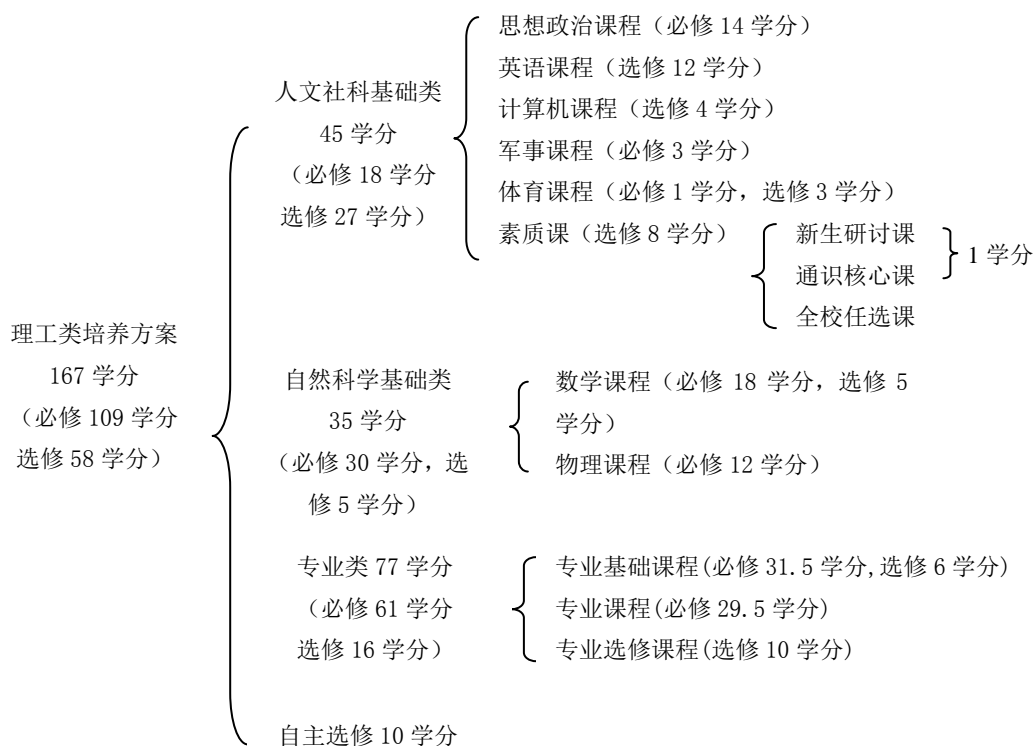 理工类培养方案
167 学分
（必修 109 学分
选修 58 学分）
人文社科基础类
45 学分
（必修 18 学分
选修 27 学分）
思想政治课程（必修 14 学分）
英语课程（选修 12 学分）
计算机课程（选修 4 学分）
军事课程（必修 3 学分）
体育课程（必修 1 学分，选修 3 学分）
素质课（选修 8 学分）
新生研讨课
通识核心课
1 学分
全校任选课
自然科学基础类
35 学分
（必修 30 学分，选
修 5 学分）
数学课程（必修 18 学分，选修 5
学分）
物理课程（必修 12 学分）
专业类 77 学分
（必修 61 学分
选修 16 学分）
专业基础课程(必修 31.5 学分,选修 6 学分)
专业课程(必修 29.5 学分)
专业选修课程(选修 10 学分)
自主选修 10 学分